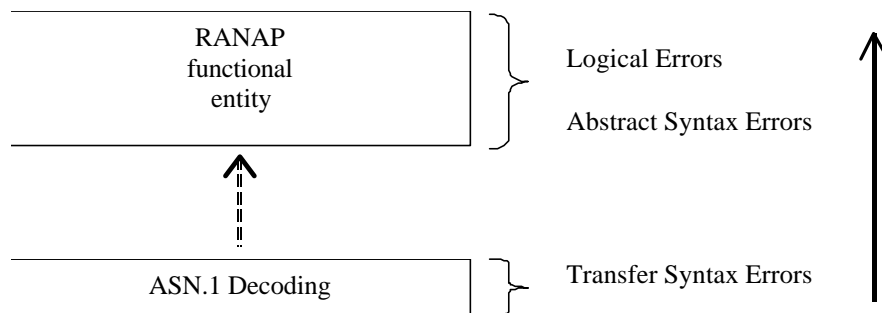 RANAP
functional
entity
Logical Errors
Abstract Syntax Errors
ASN.1 Decoding
Transfer Syntax Errors